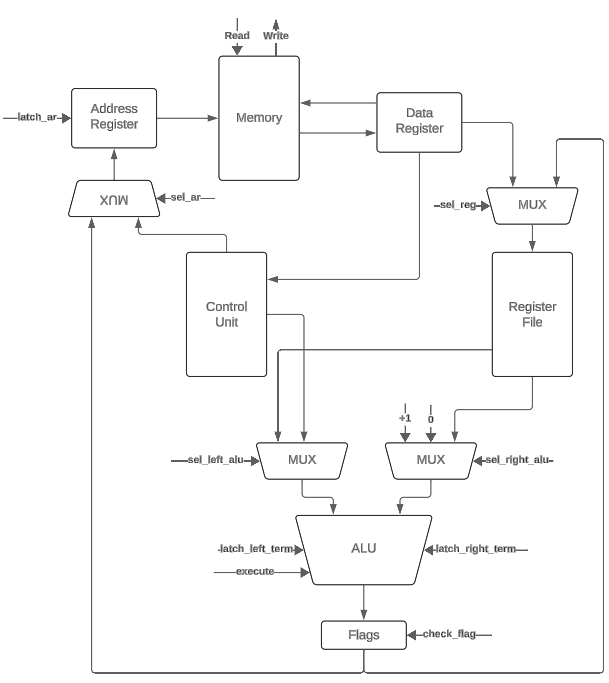 Read
Write
latch_ar
Address
Register
Memory
Data
Register
MUX
sel_ar
sel_reg
MUX
Control
Unit
Register
File
+1
0
sel_left_alu
MUX
MUX
sel_right_alu
latch_left_term
ALU
latch_right_term
execute
Flags
check_flag